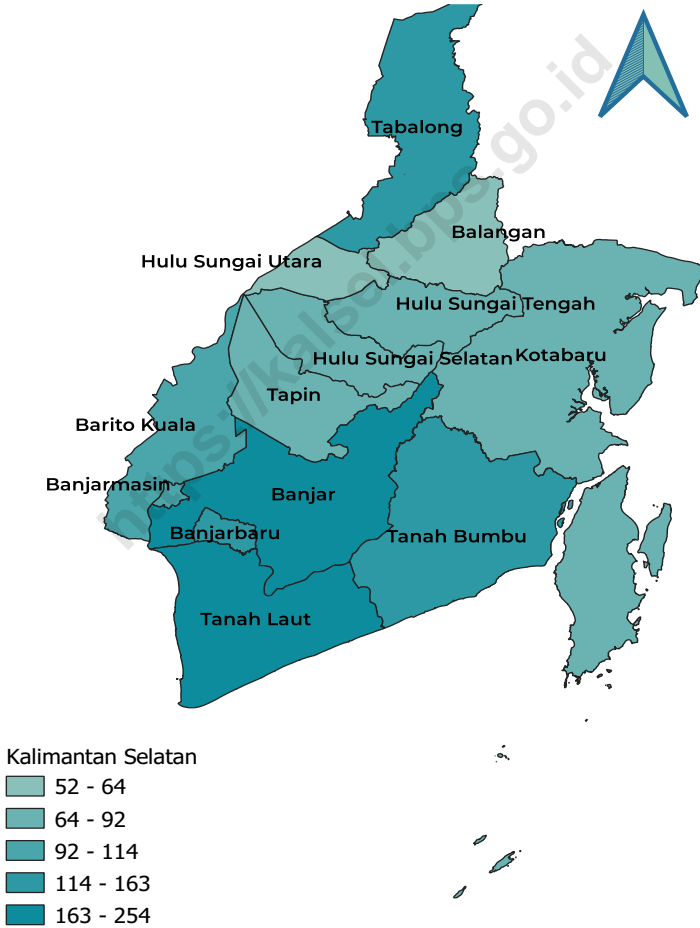 Tabalong
Balangan
Hulu Sungai Utara
Hulu Sungai Tengah
Hulu Sungai Selatan
Kotabaru
Tapin
Barito Kuala
Banjarmasin
Banjar
Banjarbaru
Tanah Bumbu
Tanah Laut
https://kalsel.bps.go.id
Kalimantan Selatan
52 - 64
64 - 92
92 - 114
114 - 163
163 - 254